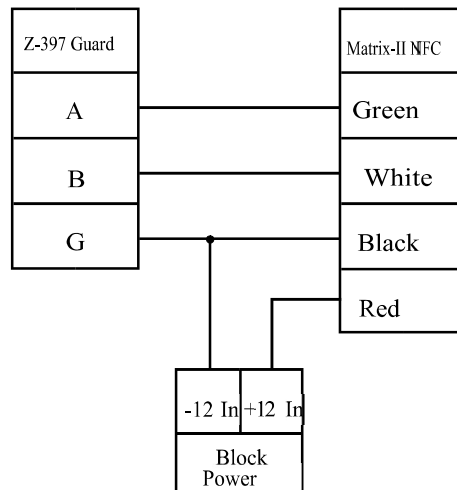 Z-397 Guard
A
B
G
Matrix-II NFC
Green
White
Black
Red
-12 In +12 In
Block
Power